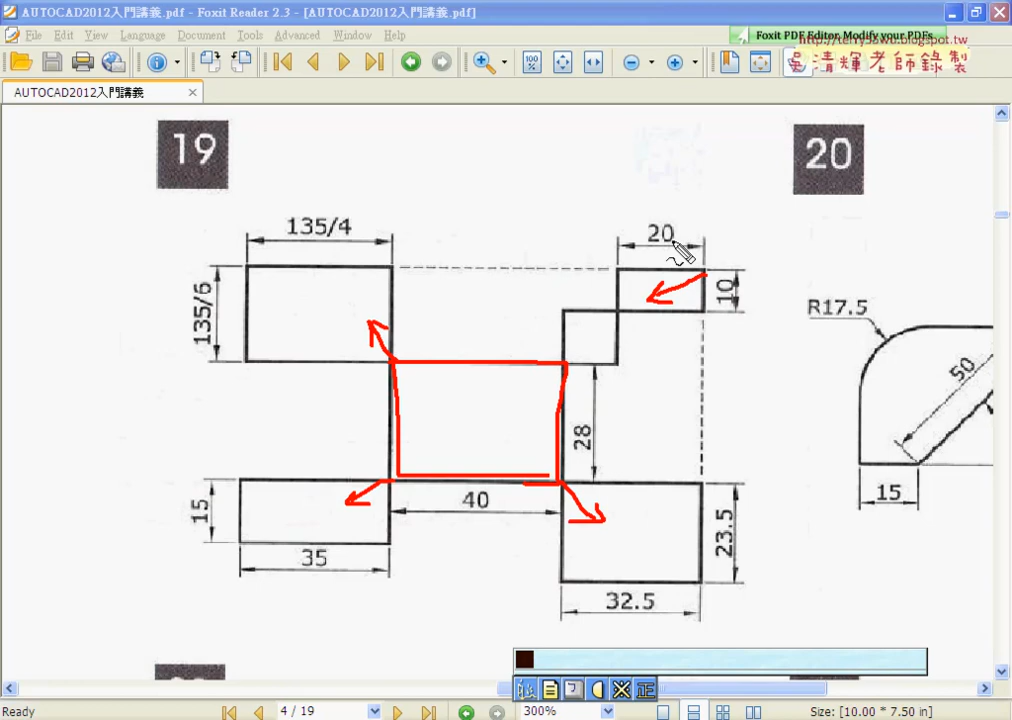 AUTOCAD2012入門講義.pdf - Foxit Reader 2.3 - [AUTOCAD2012入門講義.pdf]
File Edit View Language Document Tools Advanced Window Help
Foxit PDF Editor, Modify your PDFs
吳清輝老師錄製
AUTOCAD2012入門講義
19
20
135/4
20
135/6
10
R17.5
50
28
15
15
40
23.5
35
32.5
Ready
4 / 19
300%
Size: [10.00 * 7.50 in]